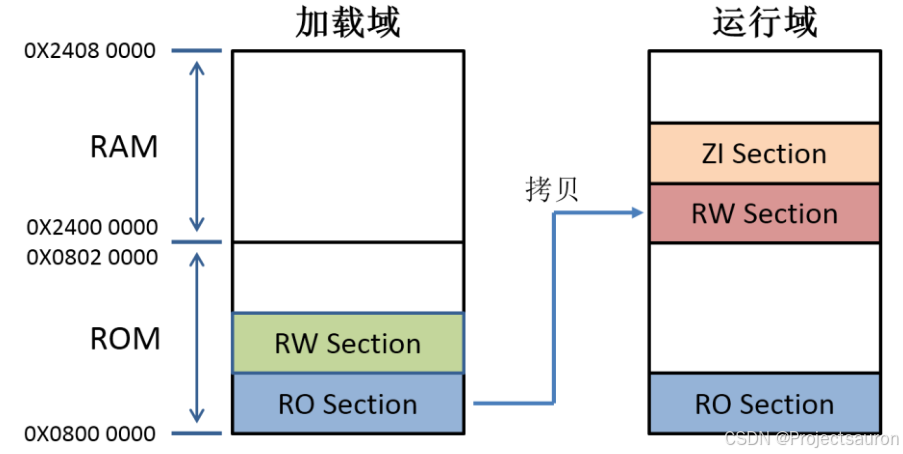 加载域
运行域
0X2408 0000
RAM
ZI Section
拷贝
RW Section
0X2400 0000
0X0802 0000
ROM
RW Section
RO Section
RO Section
0X0800 0000
CSDN @Projectsauron